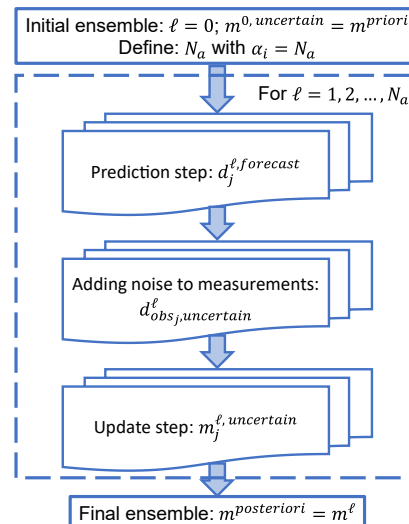 Initial ensemble: ℓ = 0; m^{0,uncertain} = m^{priori}
Define: N_a with α_i = N_a
For ℓ = 1, 2, …, N_a
Prediction step: d_j^{ℓ,forecast}
Adding noise to measurements:
d_{obs_j,uncertain}^{ℓ}
Update step: m_j^{ℓ,uncertain}
Final ensemble: m^{posteriori} = m^{ℓ}